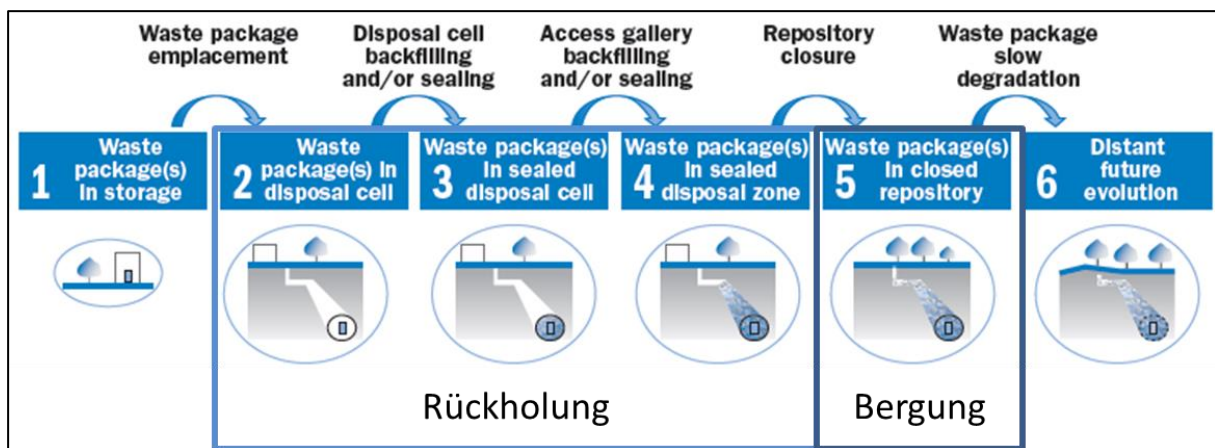 Waste package
emplacement
Disposal cell
backfilling
and/or sealing
Access gallery
backfilling
and/or sealing
Repository
closure
Waste package
slow
degradation
1
Waste
package(s)
in storage
2
Waste
package(s) in
disposal cell
3
Waste package(s)
in sealed
disposal cell
4
Waste package(s)
in sealed
disposal zone
5
Waste package(s)
in closed
repository
6
Distant
future
evolution
Rückholung
Bergung